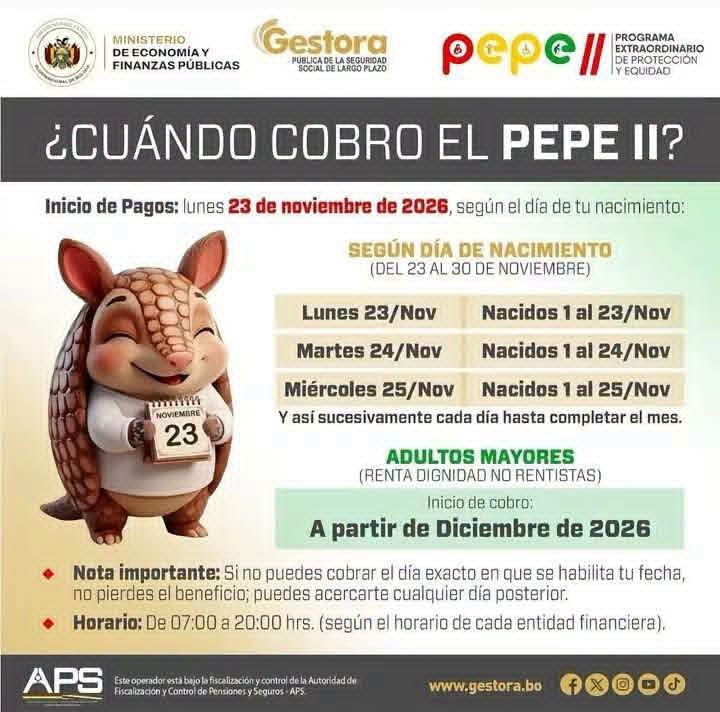 MINISTERIO
DE ECONOMÍA Y
FINANZAS PÚBLICAS
Gestora
PÚBLICA DE LA SEGURIDAD
SOCIAL DE LARGO PLAZO
pepe II
PROGRAMA
EXTRAORDINARIO
DE PROTECCIÓN
Y EQUIDAD
¿CUÁNDO COBRO EL PEPE II?
Inicio de Pagos: lunes 23 de noviembre de 2026, según el día de tu nacimiento:
SEGÚN DÍA DE NACIMIENTO
(DEL 23 AL 30 DE NOVIEMBRE)
Lunes 23/Nov Nacidos 1 al 23/Nov
Martes 24/Nov Nacidos 1 al 24/Nov
Miércoles 25/Nov Nacidos 1 al 25/Nov
Y así sucesivamente cada día hasta completar el mes.
NOVIEMBRE
23
ADULTOS MAYORES
(RENTA DIGNIDAD NO RENTISTAS)
Inicio de cobro:
A partir de Diciembre de 2026
Nota importante: Si no puedes cobrar el día exacto en que se habilita tu fecha,
no pierdes el beneficio; puedes acercarte cualquier día posterior.
Horario: De 07:00 a 20:00 hrs. (según el horario de cada entidad financiera).
APS
Este operador está bajo la fiscalización y control de la Autoridad de
Fiscalización y Control de Pensiones y Seguros - APS.
www.gestora.bo